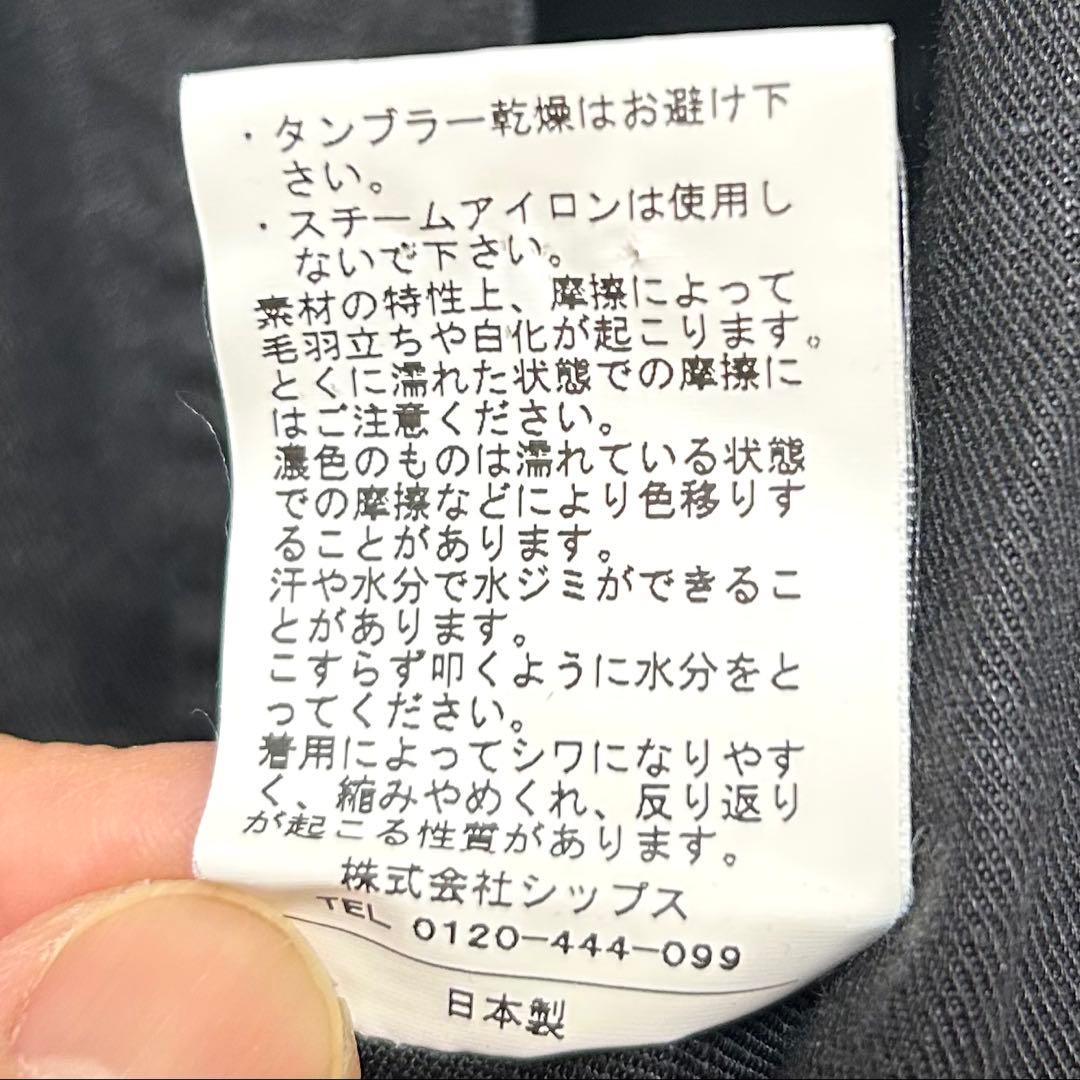 ・タンブラー乾燥はお避け下
さい。
・スチームアイロンは使用し
ないで下さい。
素材の特性上、摩擦によって
毛羽立ちや白化が起こります。
とくに濡れた状態での摩擦に
はご注意ください。
濃色のものは濡れている状態
での摩擦などにより色移りす
ることがあります。
汗や水分で水ジミができるこ
とがあります。
こすらず叩くように水分をと
ってください。
着用によってシワになりやす
く、縮みやめくれ、反り返り
が起こる性質があります。
株式会社シップス
TEL 0120-444-099
日本製